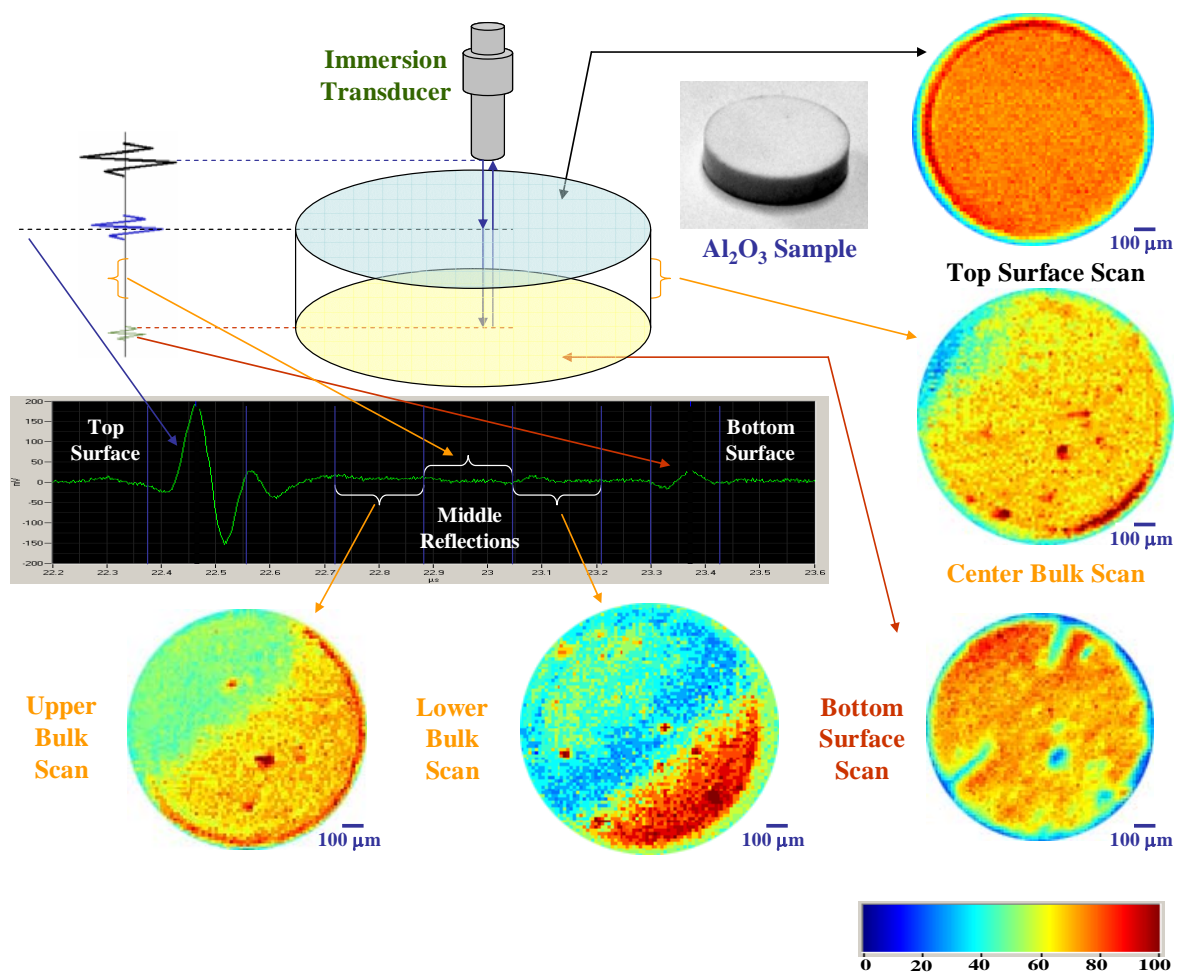 Immersion
Transducer
Al₂O₃ Sample
100 μm
Top Surface Scan
200
150
100
50
0
-50
-100
-150
-200
mV
Top
Surface
Middle
Reflections
Bottom
Surface
22.2 22.3 22.4 22.5 22.6 22.7 22.8 22.9 23 23.1 23.2 23.3 23.4 23.5 23.6
μs
100 μm
Center Bulk Scan
Upper
Bulk
Scan
100 μm
Lower
Bulk
Scan
100 μm
Bottom
Surface
Scan
100 μm
0 20 40 60 80 100